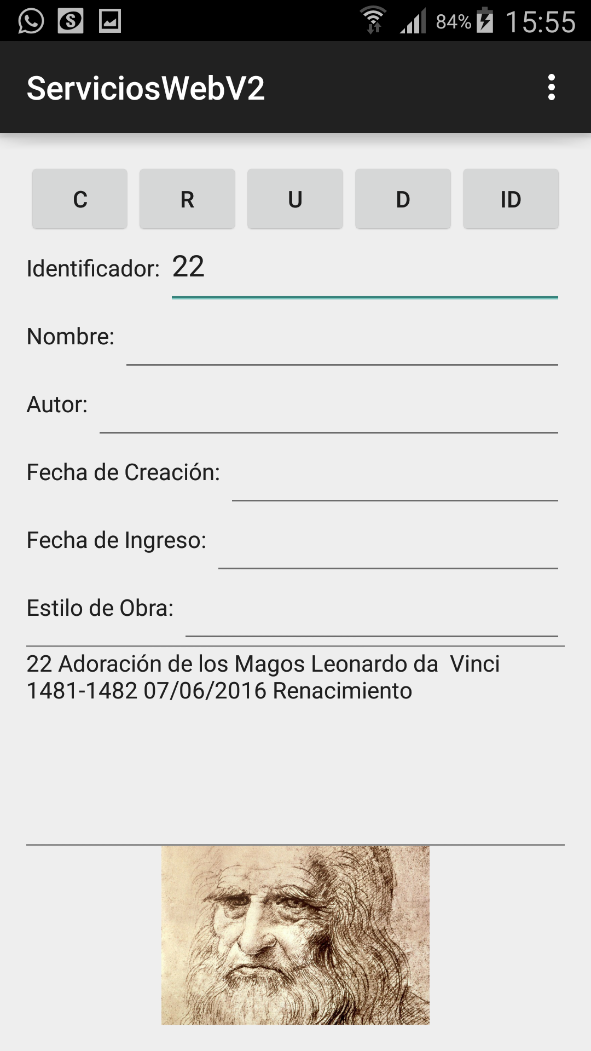 84% 15:55
ServiciosWebV2
C R U D ID
Identificador: 22
Nombre:
Autor:
Fecha de Creación:
Fecha de Ingreso:
Estilo de Obra:
22 Adoración de los Magos Leonardo da  Vinci
1481-1482 07/06/2016 Renacimiento